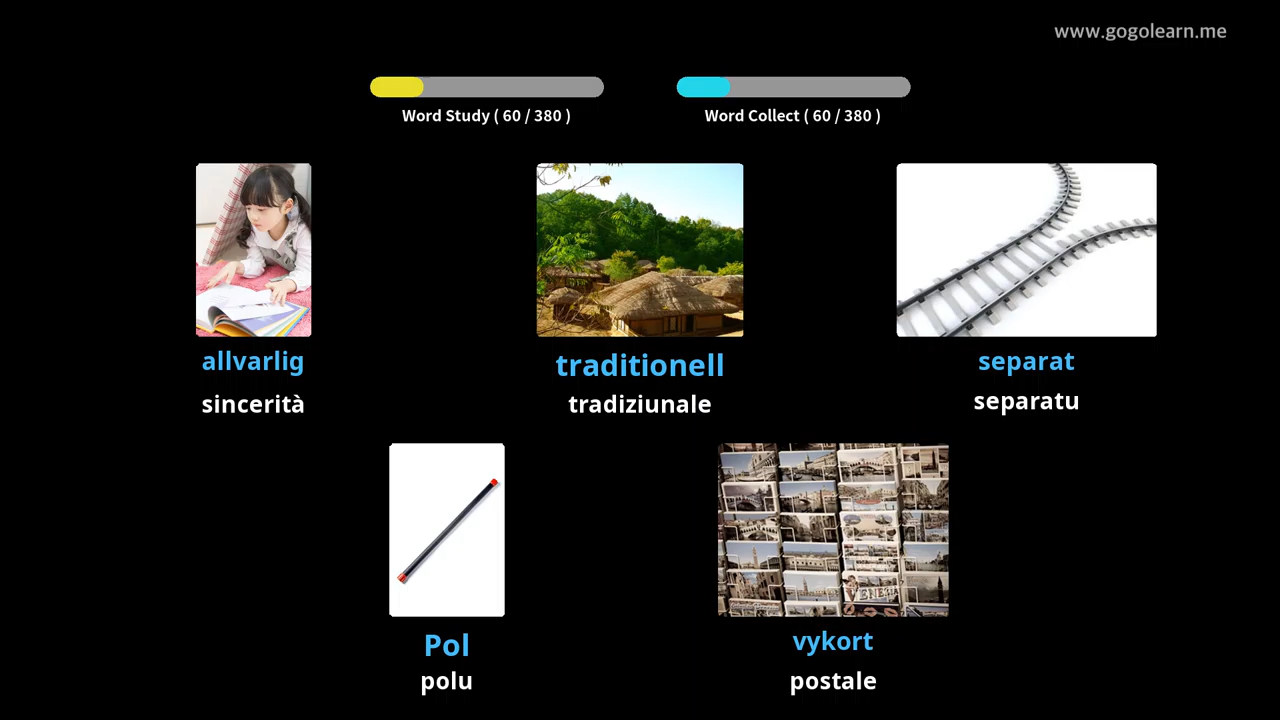 www.gogolearn.me
Word Study ( 60 / 380 )
Word Collect ( 60 / 380 )
allvarlig
sincerità
traditionell
tradiziunale
separat
separatu
Pol
polu
VENEZIA
vykort
postale